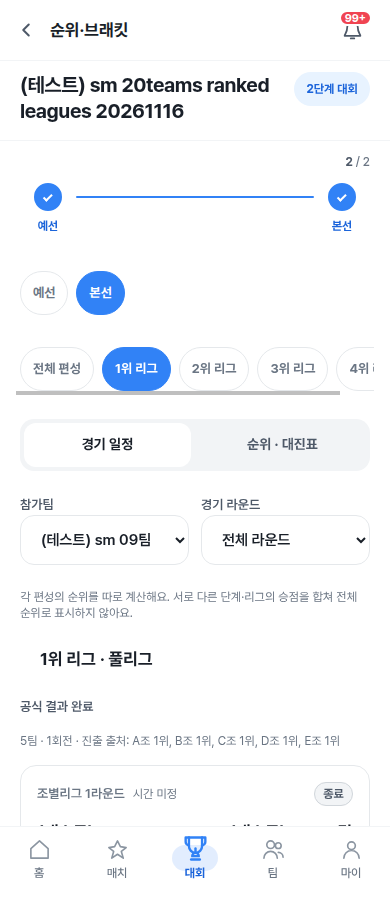 순위·브래킷
99+
(테스트) sm 20teams ranked
leagues 20261116
2단계 대회
2 / 2
예선
본선
예선
본선
전체 편성
1위 리그
2위 리그
3위 리그
4위
경기 일정
순위 · 대진표
참가팀
경기 라운드
(테스트) sm 09팀
전체 라운드
각 편성의 순위를 따로 계산해요. 서로 다른 단계·리그의 승점을 합쳐 전체
순위로 표시하지 않아요.
1위 리그 · 풀리그
공식 결과 완료
5팀 · 1회전 · 진출 출처: A조 1위, B조 1위, C조 1위, D조 1위, E조 1위
조별리그 1라운드 시간 미정
종료
홈
매치
대회
팀
마이